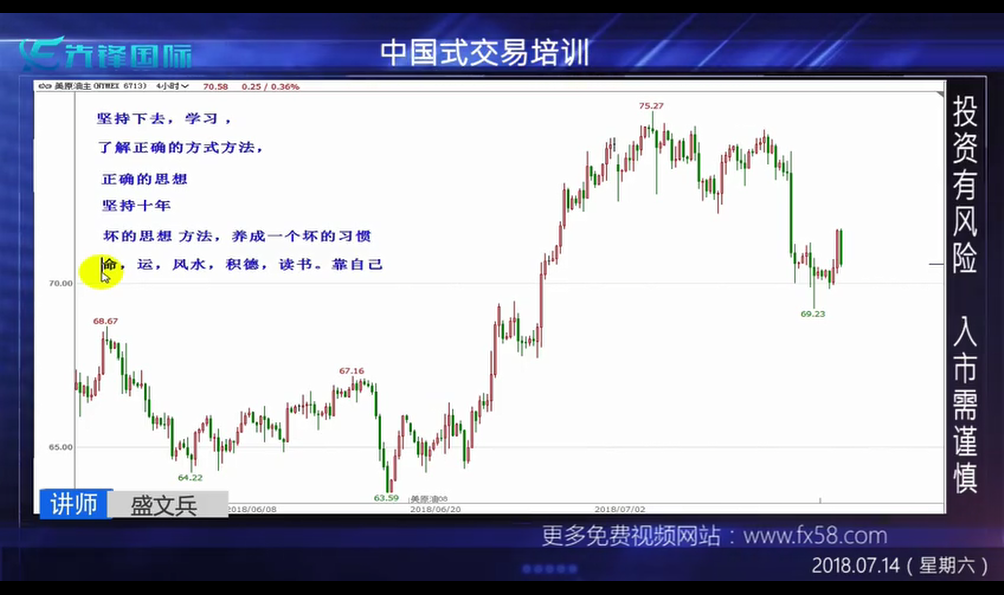 先锋国际
中国式交易培训
美原油主(NYMEX 6713) 4小时 70.58 0.25 / 0.36%
坚持下去，学习，
了解正确的方式方法，
正确的思想
坚持十年
坏的思想 方法，养成一个坏的习惯
命，运，风水，积德，读书。靠自己
75.27
70.00
69.23
68.67
67.16
65.00
64.22
63.59
美原油08
2018/06/08
2018/06/20
2018/07/02
投资有风险 入市需谨慎
讲师
盛文兵
更多免费视频网站：www.fx58.com
2018.07.14（星期六）